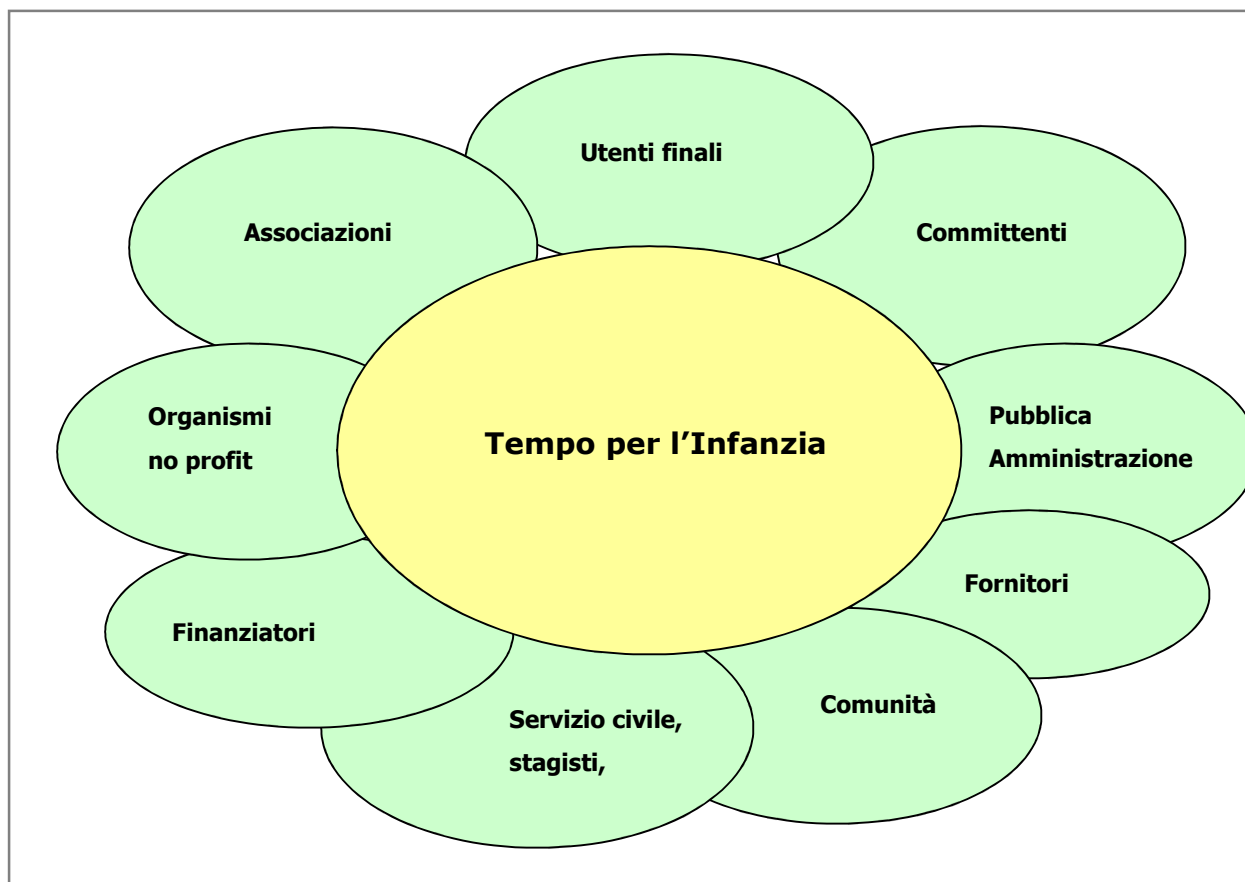 Utenti finali
Associazioni
Committenti
Organismi
no profit
Tempo per l’Infanzia
Pubblica
Amministrazione
Fornitori
Finanziatori
Comunità
Servizio civile,
stagisti,